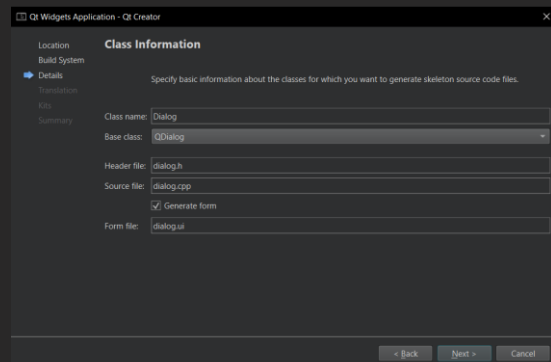 Qt Widgets Application - Qt Creator
Location
Build System
Details
Translation
Kits
Summary
Class Information
Specify basic information about the classes for which you want to generate skeleton source code files.
Class name: Dialog
Base class: QDialog
Header file: dialog.h
Source file: dialog.cpp
Generate form
Form file: dialog.ui
< Back Next > Cancel